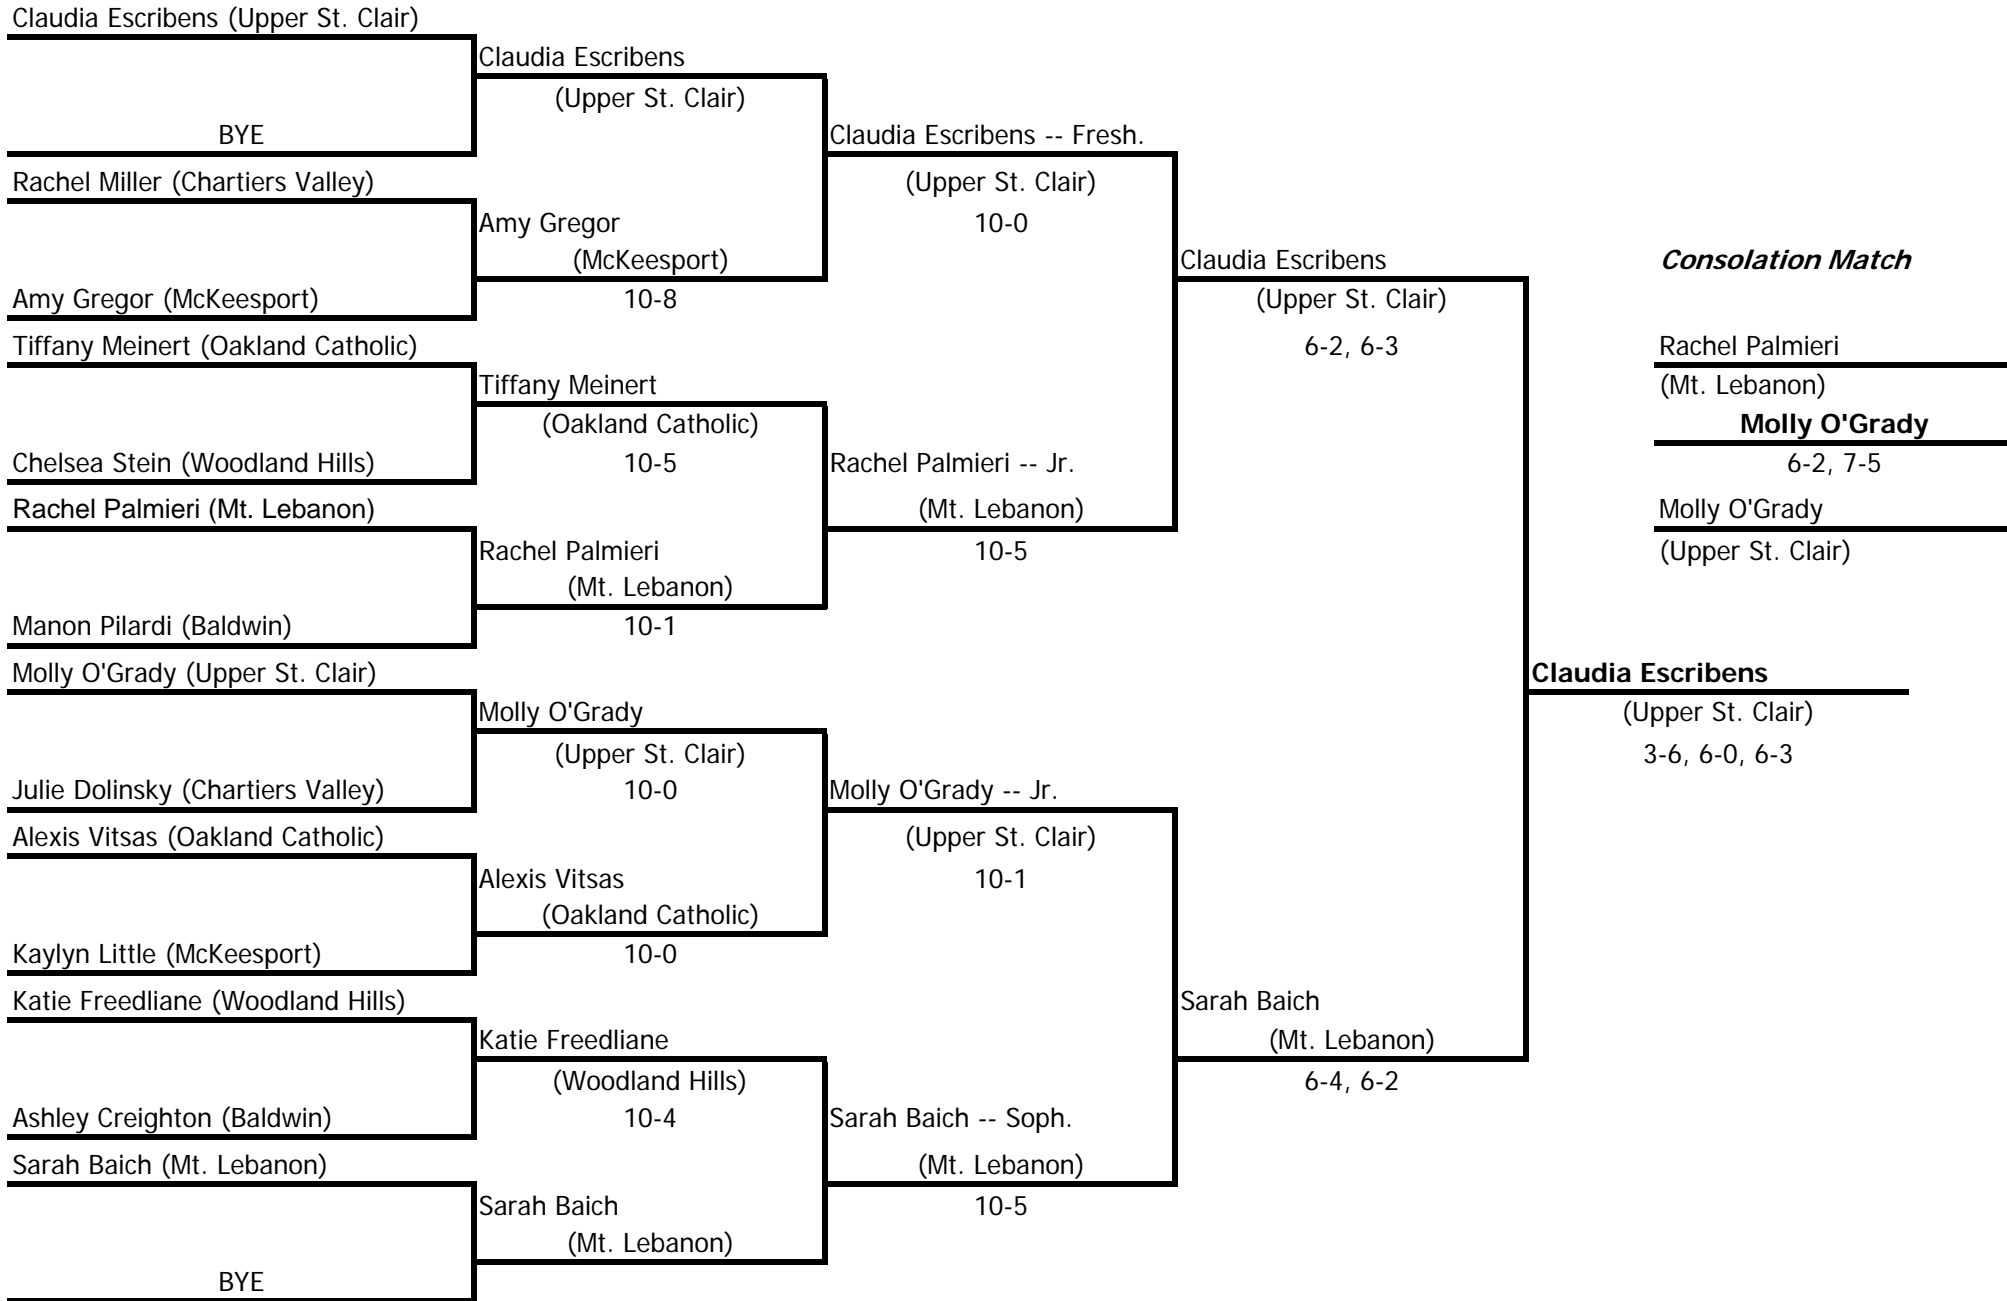 Claudia Escribens (Upper St. Clair)
BYE
Rachel Miller (Chartiers Valley)
Amy Gregor (McKeesport)
Tiffany Meinert (Oakland Catholic)
Chelsea Stein (Woodland Hills)
Rachel Palmieri (Mt. Lebanon)
Manon Pilardi (Baldwin)
Molly O'Grady (Upper St. Clair)
Julie Dolinsky (Chartiers Valley)
Alexis Vitsas (Oakland Catholic)
Kaylyn Little (McKeesport)
Katie Freedliane (Woodland Hills)
Ashley Creighton (Baldwin)
Sarah Baich (Mt. Lebanon)
BYE
Claudia Escribens
(Upper St. Clair)
Amy Gregor
(McKeesport)
10-8
Tiffany Meinert
(Oakland Catholic)
10-5
Rachel Palmieri
(Mt. Lebanon)
10-1
Molly O'Grady
(Upper St. Clair)
10-0
Alexis Vitsas
(Oakland Catholic)
10-0
Katie Freedliane
(Woodland Hills)
10-4
Sarah Baich
(Mt. Lebanon)
Claudia Escribens -- Fresh.
(Upper St. Clair)
10-0
Rachel Palmieri -- Jr.
(Mt. Lebanon)
10-5
Molly O'Grady -- Jr.
(Upper St. Clair)
10-1
Sarah Baich -- Soph.
(Mt. Lebanon)
10-5
Claudia Escribens
(Upper St. Clair)
6-2, 6-3
Sarah Baich
(Mt. Lebanon)
6-4, 6-2
Claudia Escribens
(Upper St. Clair)
3-6, 6-0, 6-3
Consolation Match
Rachel Palmieri
(Mt. Lebanon)
Molly O'Grady
6-2, 7-5
Molly O'Grady
(Upper St. Clair)